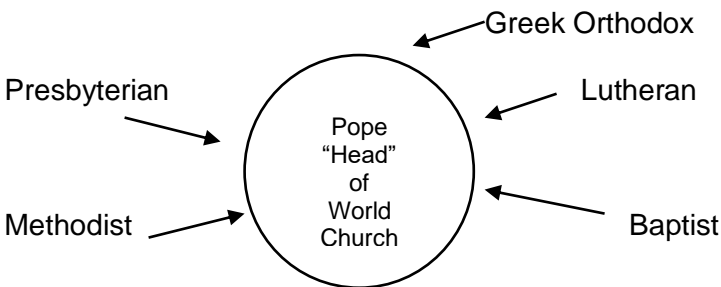 Greek Orthodox
Presbyterian
Lutheran
Pope
“Head”
of
World
Church
Methodist
Baptist